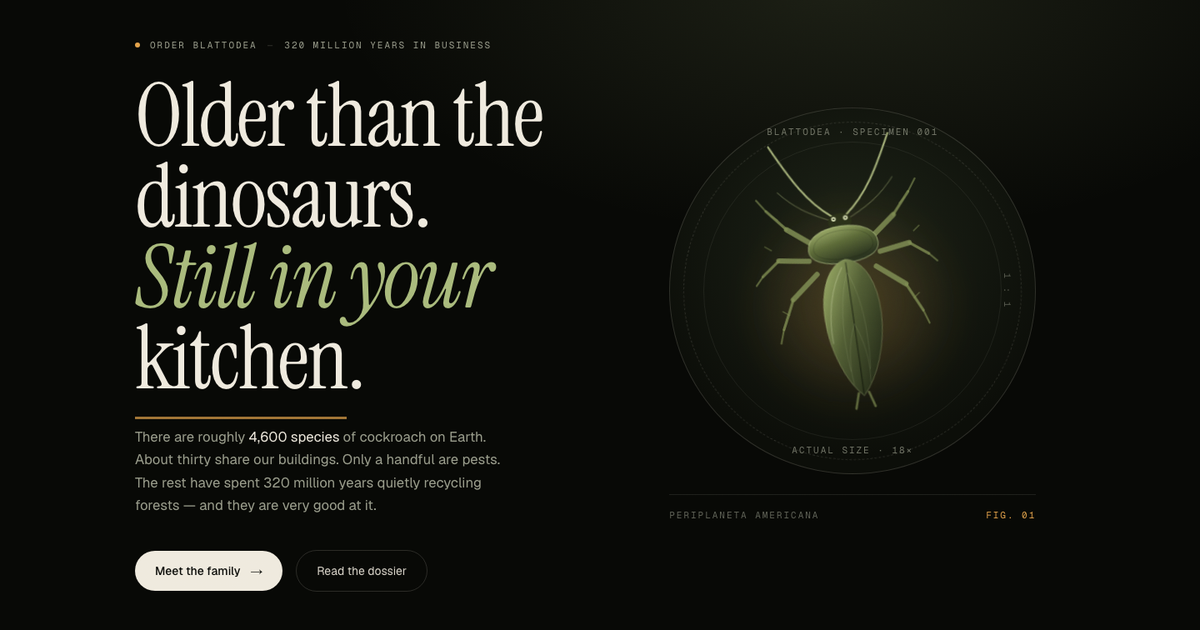 ORDER BLATTODEA — 320 MILLION YEARS IN BUSINESS
Older than the
dinosaurs.
Still in your
kitchen.
There are roughly 4,600 species of cockroach on Earth.
About thirty share our buildings. Only a handful are pests.
The rest have spent 320 million years quietly recycling
forests — and they are very good at it.
Meet the family →
Read the dossier
BLATTODEA · SPECIMEN 001
1 : 1
ACTUAL SIZE · 18×
PERIPLANETA AMERICANA
FIG. 01